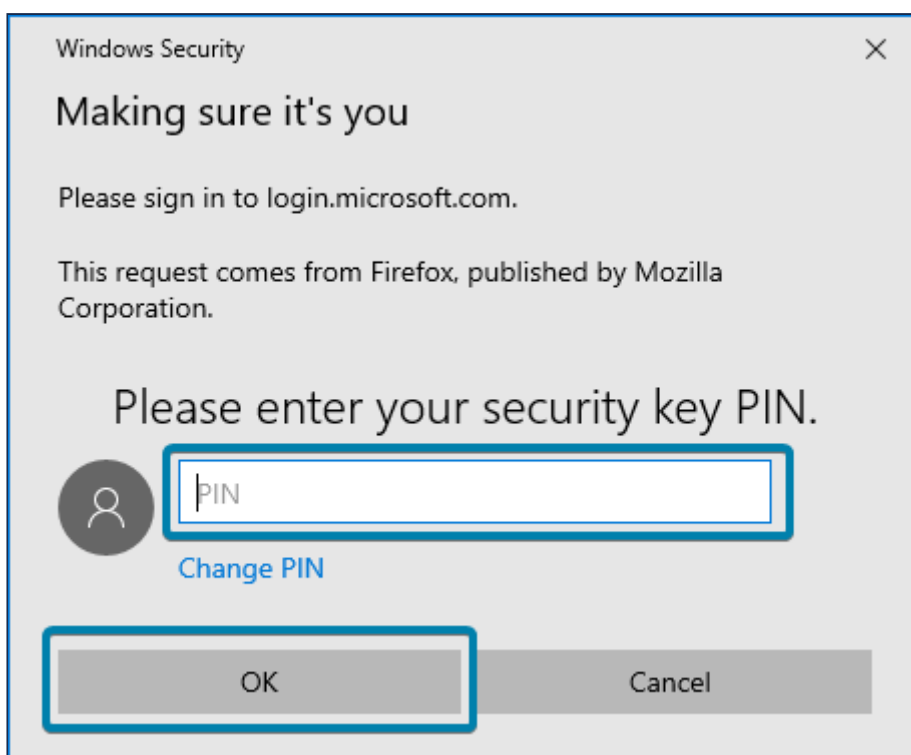 Windows Security
Making sure it's you
Please sign in to login.microsoft.com.
This request comes from Firefox, published by Mozilla
Corporation.
Please enter your security key PIN.
PIN
Change PIN
OK Cancel